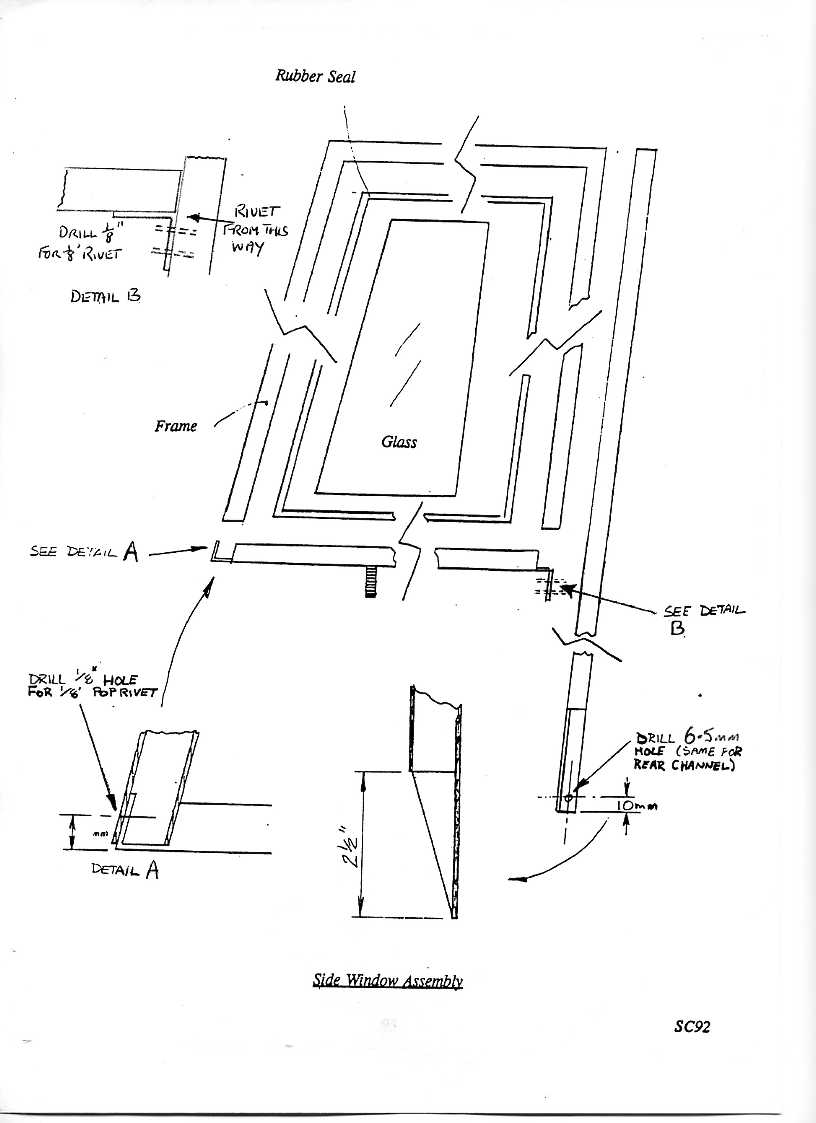 Rubber Seal
RIVET
FROM THIS
WAY
DRILL 1/8"
FOR 1/8' RIVET
DETAIL B
Frame
Glass
SEE DETAIL A
SEE DETAIL
B
DRILL 1/8" HOLE
FOR 1/8' POP RIVET
DRILL 6·5mm
HOLE (SAME FOR
REAR CHANNEL)
10mm
2½"
mm
DETAIL A
Side Window Assembly
SC92